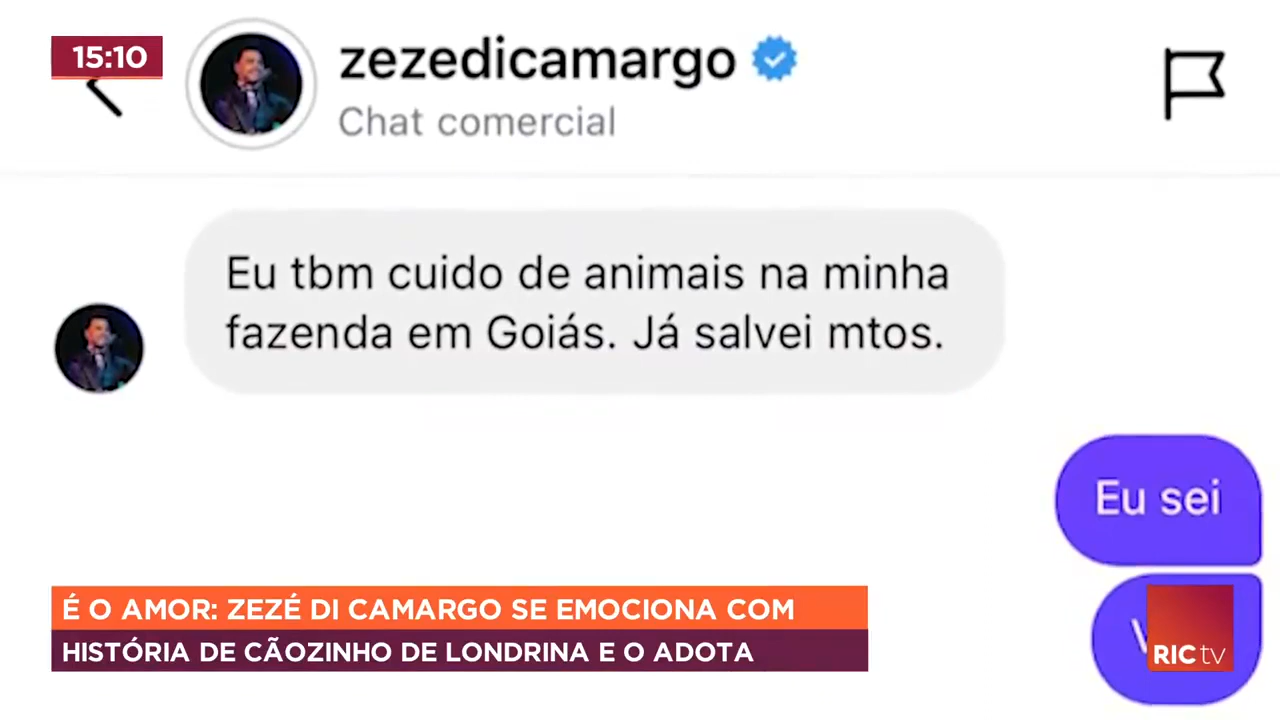 15:10
zezedicamargo
Chat comercial
Eu tbm cuido de animais na minha
fazenda em Goiás. Já salvei mtos.
Eu sei
É O AMOR: ZEZÉ DI CAMARGO SE EMOCIONA COM
HISTÓRIA DE CÃOZINHO DE LONDRINA E O ADOTA
RIC tv